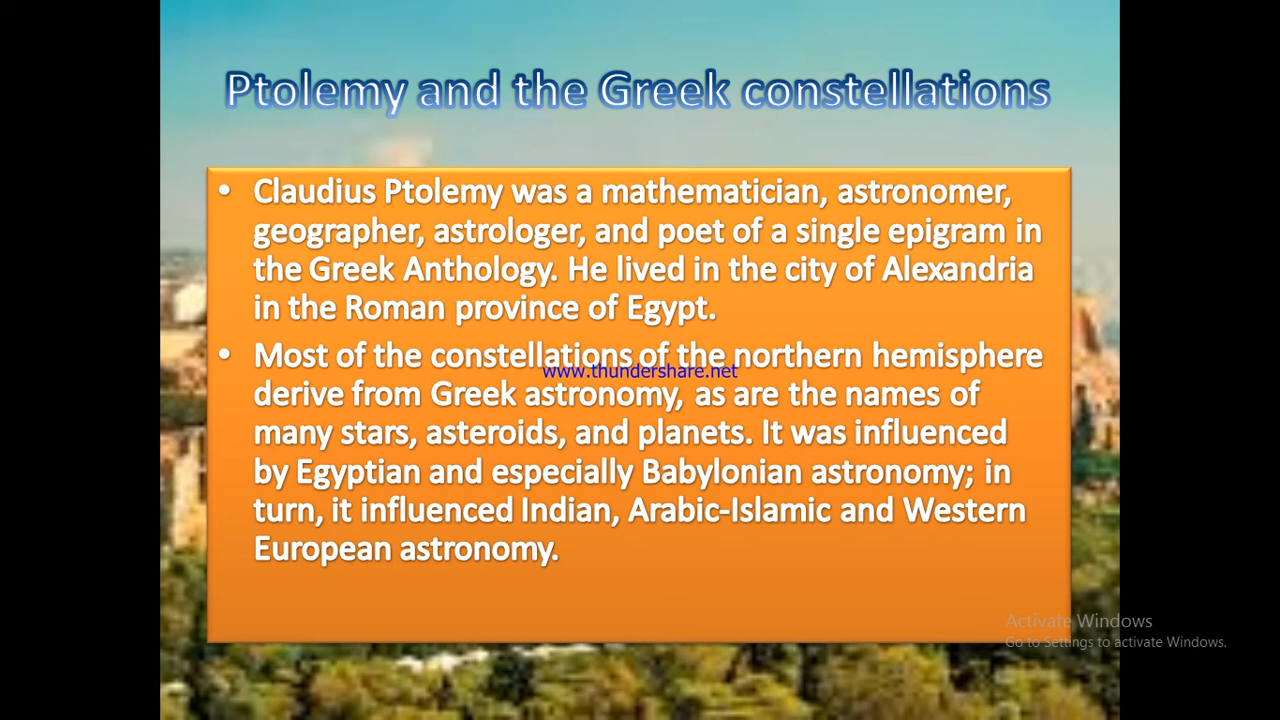 Ptolemy and the Greek constellations
• Claudius Ptolemy was a mathematician, astronomer,
geographer, astrologer, and poet of a single epigram in
the Greek Anthology. He lived in the city of Alexandria
in the Roman province of Egypt.
• Most of the constellations of the northern hemisphere
www.thundershare.net
derive from Greek astronomy, as are the names of
many stars, asteroids, and planets. It was influenced
by Egyptian and especially Babylonian astronomy; in
turn, it influenced Indian, Arabic-Islamic and Western
European astronomy.
Activate Windows
Go to Settings to activate Windows.